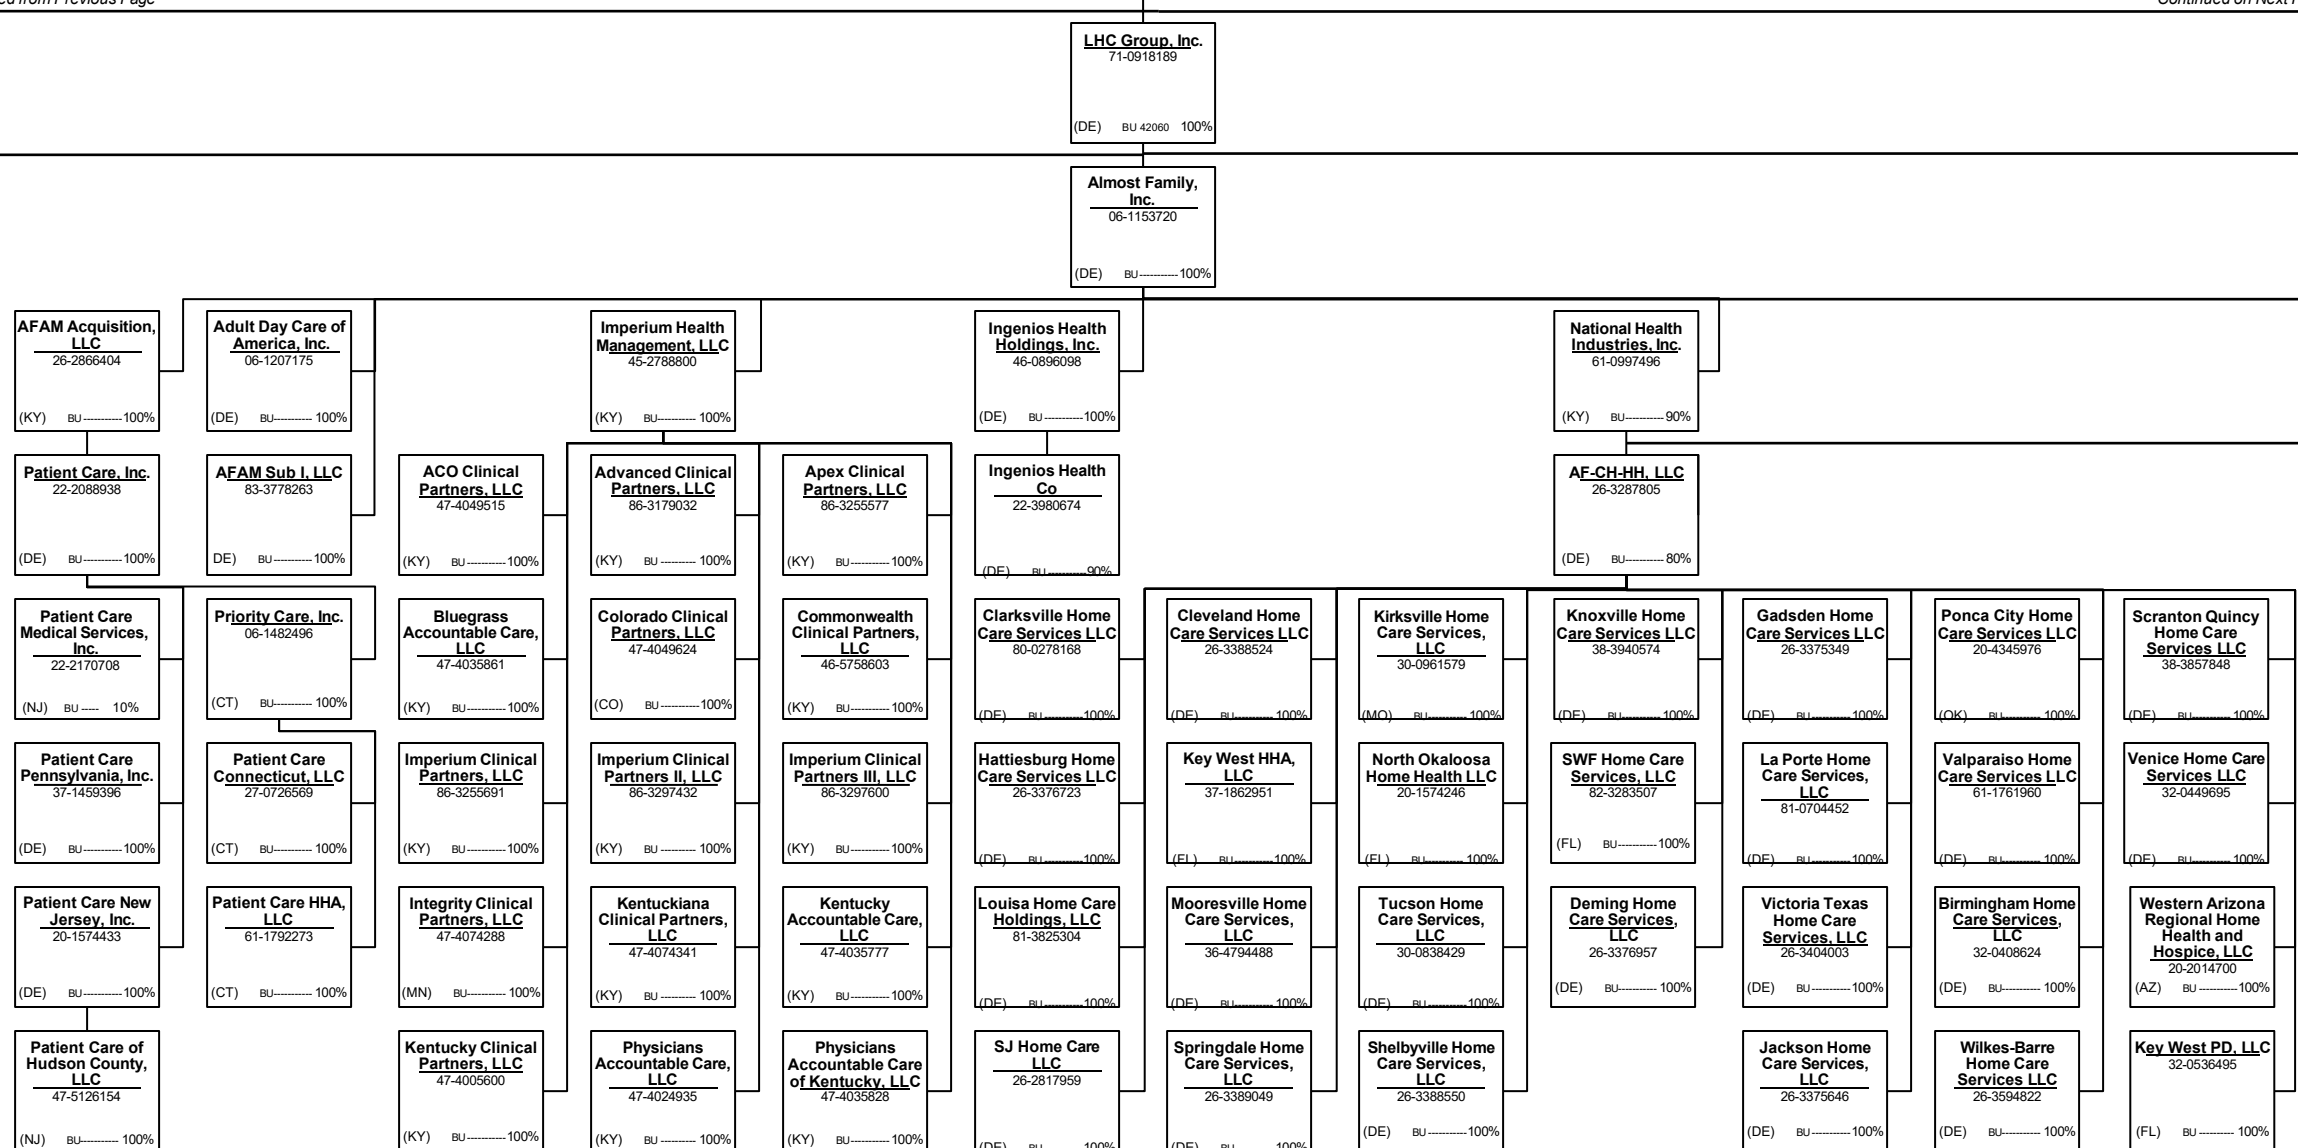 ed from Previous Page
Continued on Next
LHC Group, Inc.
71-0918189
(DE) BU 42060 100%
Almost Family,
Inc.
06-1153720
(DE) BU----------- 100%
AFAM Acquisition,
LLC
26-2866404
(KY) BU----------- 100%
Adult Day Care of
America, Inc.
06-1207175
(DE) BU----------- 100%
Imperium Health
Management, LLC
45-2788800
(KY) BU----------- 100%
Ingenios Health
Holdings, Inc.
46-0896098
(DE) BU----------- 100%
National Health
Industries, Inc.
61-0997496
(KY) BU----------- 90%
Patient Care, Inc.
22-2088938
(DE) BU----------- 100%
AFAM Sub I, LLC
83-3778263
DE) BU----------- 100%
ACO Clinical
Partners, LLC
47-4049515
(KY) BU----------- 100%
Advanced Clinical
Partners, LLC
86-3179032
(KY) BU----------- 100%
Apex Clinical
Partners, LLC
86-3255577
(KY) BU----------- 100%
Ingenios Health
Co
22-3980674
(DE) BU-----------90%
AF-CH-HH, LLC
26-3287805
(DE) BU----------- 80%
Patient Care
Medical Services,
Inc.
22-2170708
(NJ) BU ----- 10%
Priority Care, Inc.
06-1482496
(CT) BU----------- 100%
Bluegrass
Accountable Care,
LLC
47-4035861
(KY) BU----------- 100%
Colorado Clinical
Partners, LLC
47-4049624
(CO) BU-----------100%
Commonwealth
Clinical Partners,
LLC
46-5758603
(KY) BU----------- 100%
Clarksville Home
Care Services LLC
80-0278168
(DE) BU-----------100%
Cleveland Home
Care Services LLC
26-3388524
(DE) BU-----------100%
Kirksville Home
Care Services,
LLC
30-0961579
(MO) BU-----------100%
Knoxville Home
Care Services LLC
38-3940574
(DE) BU-----------100%
Gadsden Home
Care Services LLC
26-3375349
(DE) BU-----------100%
Ponca City Home
Care Services LLC
20-4345976
(OK) BU-----------100%
Scranton Quincy
Home Care
Services LLC
38-3857848
(DE) BU-----------100%
Patient Care
Pennsylvania, Inc.
37-1459396
(DE) BU----------- 100%
Patient Care
Connecticut, LLC
27-0726569
(CT) BU----------- 100%
Imperium Clinical
Partners, LLC
86-3255691
(KY) BU----------- 100%
Imperium Clinical
Partners II, LLC
86-3297432
(KY) BU----------- 100%
Imperium Clinical
Partners III, LLC
86-3297600
(KY) BU----------- 100%
Hattiesburg Home
Care Services LLC
26-3376723
(DE) BU-----------100%
Key West HHA,
LLC
37-1862951
(FL) BU-----------100%
North Okaloosa
Home Health LLC
20-1574246
(FL) BU-----------100%
SWF Home Care
Services, LLC
82-3283507
(FL) BU-----------100%
La Porte Home
Care Services,
LLC
81-0704452
(DE) BU-----------100%
Valparaiso Home
Care Services LLC
61-1761960
(DE) BU-----------100%
Venice Home Care
Services LLC
32-0449695
(DE) BU-----------100%
Patient Care New
Jersey, Inc.
20-1574433
(DE) BU----------- 100%
Patient Care HHA,
LLC
61-1792273
(CT) BU----------- 100%
Integrity Clinical
Partners, LLC
47-4074288
(MN) BU----------- 100%
Kentuckiana
Clinical Partners,
LLC
47-4074341
(KY) BU---------- 100%
Kentucky
Accountable Care,
LLC
47-4035777
(KY) BU---------- 100%
Louisa Home Care
Holdings, LLC
81-3825304
(DE) BU-----------100%
Mooresville Home
Care Services,
LLC
36-4794488
(DE) BU-----------100%
Tucson Home
Care Services,
LLC
30-0838429
(DE) BU-----------100%
Deming Home
Care Services,
LLC
26-3376957
(DE) BU----------- 100%
Victoria Texas
Home Care
Services, LLC
26-3404003
(DE) BU-----------100%
Birmingham Home
Care Services,
LLC
32-0408624
(DE) BU----------- 100%
Western Arizona
Regional Home
Health and
Hospice, LLC
20-2014700
(AZ) BU-----------100%
Patient Care of
Hudson County,
LLC
47-5126154
(NJ) BU----------- 100%
Kentucky Clinical
Partners, LLC
47-4005600
(KY) BU-----------100%
Physicians
Accountable Care,
LLC
47-4024935
(KY) BU---------- 100%
Physicians
Accountable Care
of Kentucky, LLC
47-4035828
(KY) BU---------- 100%
SJ Home Care
LLC
26-2817959
(DE) BU 100%
Springdale Home
Care Services,
LLC
26-3389049
(DE) BU 100%
Shelbyville Home
Care Services,
LLC
26-3388550
(DE) BU-----------100%
Jackson Home
Care Services,
LLC
26-3375646
(DE) BU-----------100%
Wilkes-Barre
Home Care
Services LLC
26-3594822
(DE) BU----------- 100%
Key West PD, LLC
32-0536495
(FL) BU----------- 100%